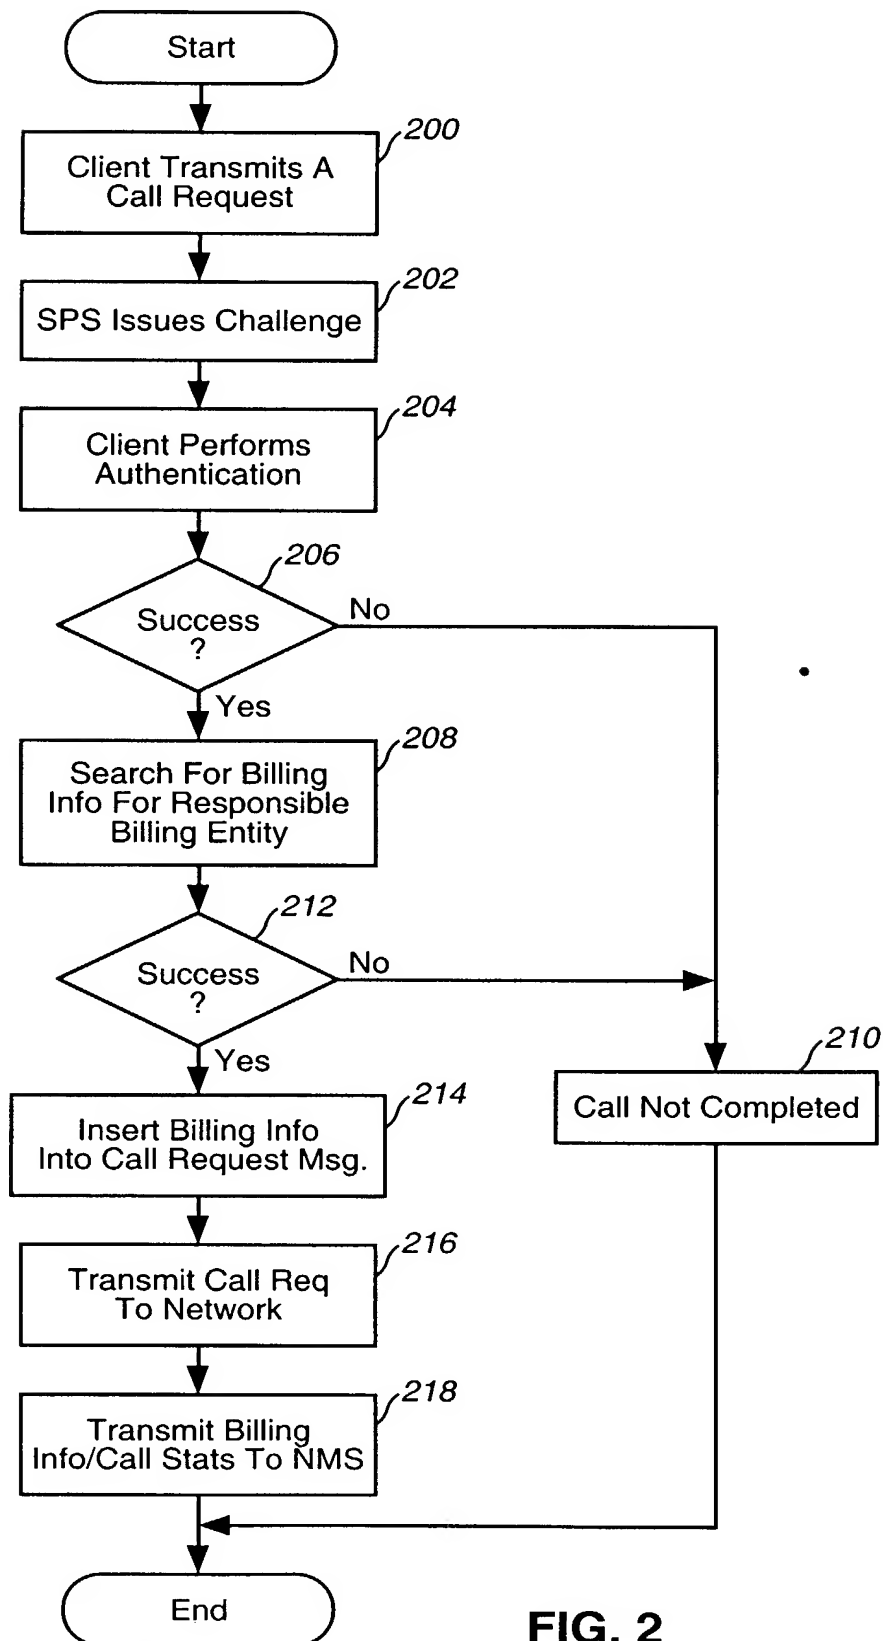 Start
200
Client Transmits A
Call Request
202
SPS Issues Challenge
204
Client Performs
Authentication
206
Success
?
No
Yes
208
Search For Billing
Info For Responsible
Billing Entity
212
Success
?
No
Yes
210
Call Not Completed
214
Insert Billing Info
Into Call Request Msg.
216
Transmit Call Req
To Network
218
Transmit Billing
Info/Call Stats To NMS
End
FIG. 2